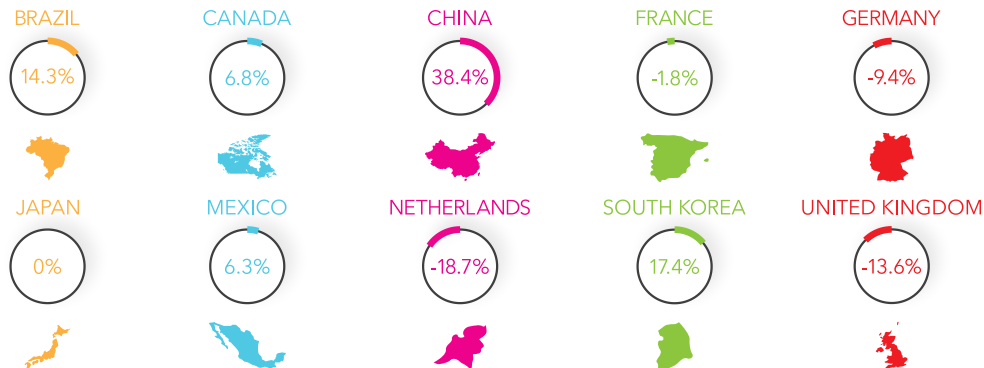 BRAZIL CANADA CHINA FRANCE GERMANY
14.3% 6.8% 38.4% -1.8% -9.4%
JAPAN MEXICO NETHERLANDS SOUTH KOREA UNITED KINGDOM
0% 6.3% -18.7% 17.4% -13.6%